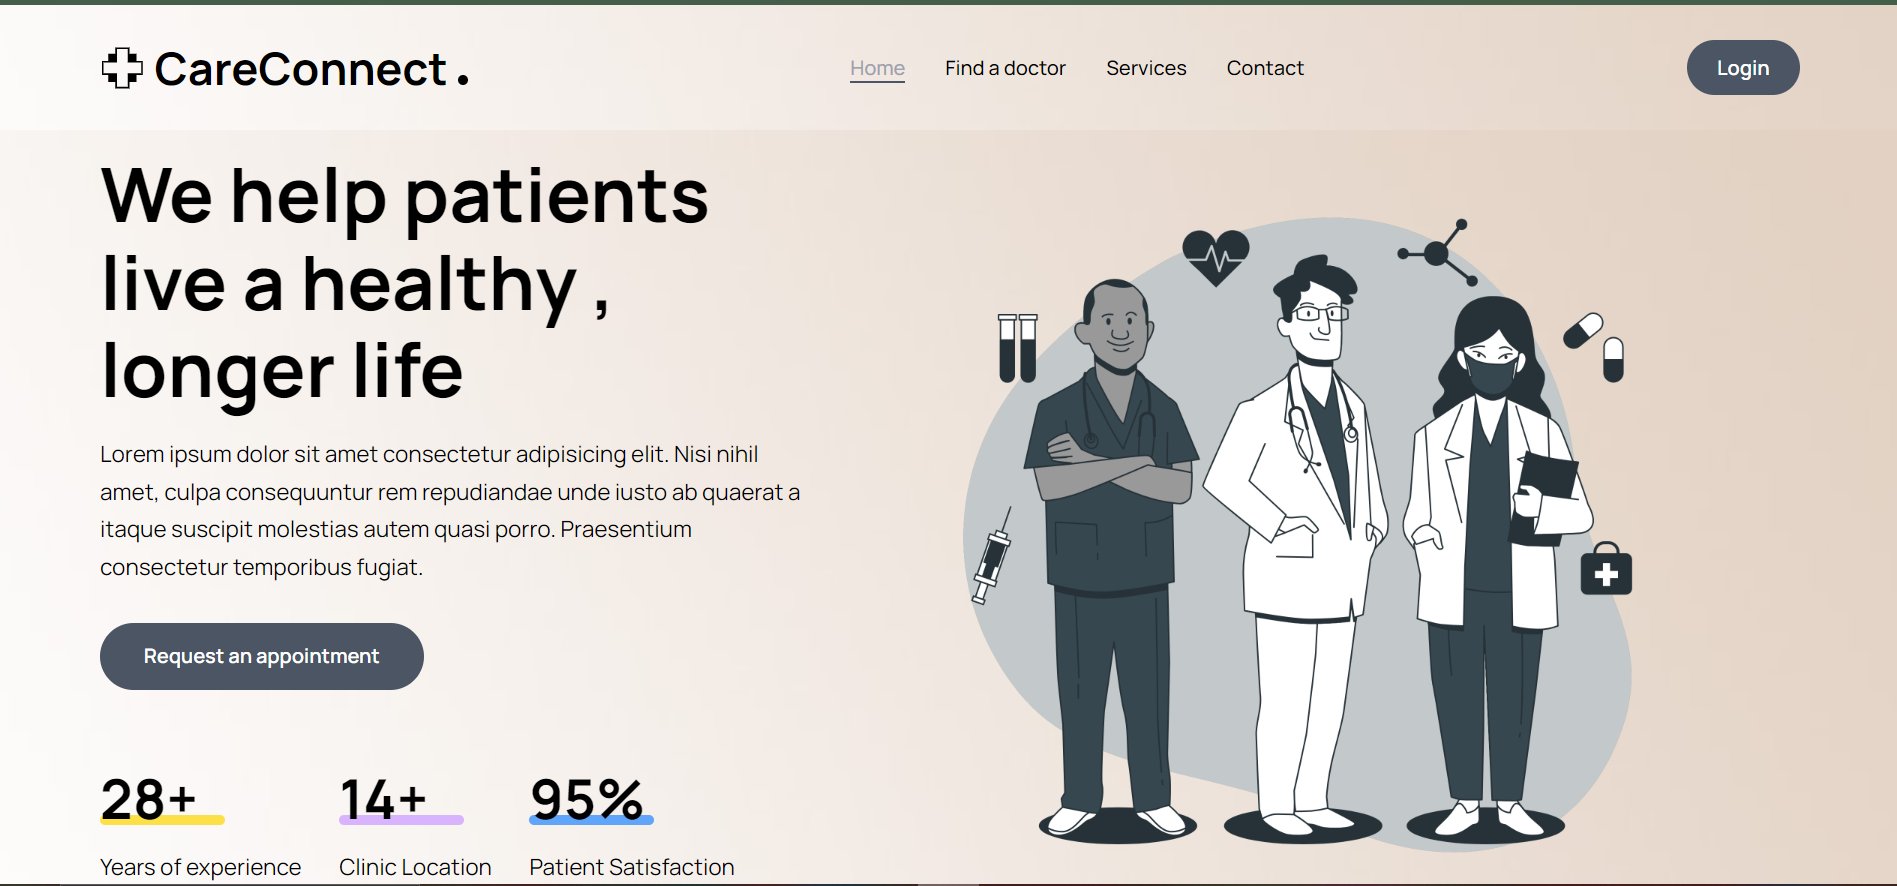 CareConnect .
Home Find a doctor Services Contact
Login
We help patients
live a healthy ,
longer life
Lorem ipsum dolor sit amet consectetur adipisicing elit. Nisi nihil
amet, culpa consequuntur rem repudiandae unde iusto ab quaerat a
itaque suscipit molestias autem quasi porro. Praesentium
consectetur temporibus fugiat.
Request an appointment
28+ 14+ 95%
Years of experience Clinic Location Patient Satisfaction